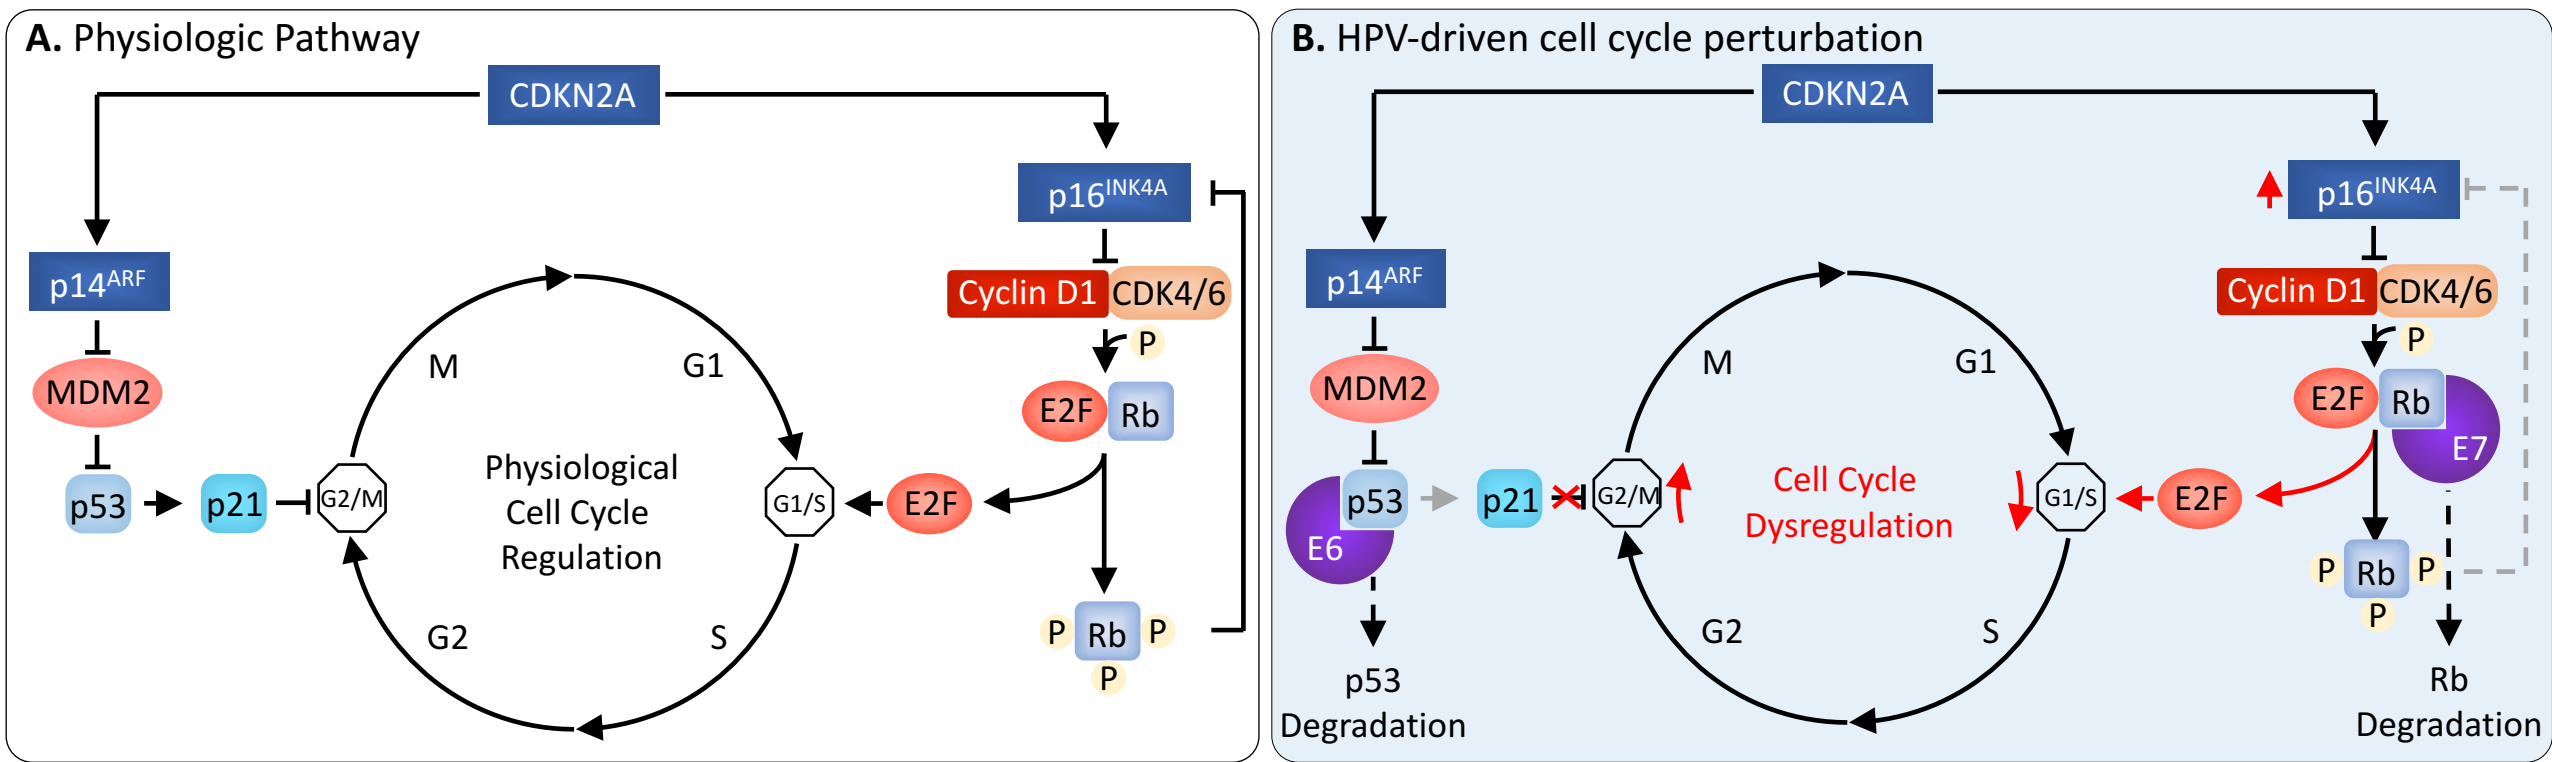 A. Physiologic Pathway
CDKN2A
p16INK4A
p14ARF
Cyclin D1
CDK4/6
P
MDM2
M
G1
E2F
Rb
Physiological
Cell Cycle
Regulation
p53
p21
G2/M
G1/S
E2F
G2
S
P
Rb
P
P
B. HPV-driven cell cycle perturbation
CDKN2A
p16INK4A
p14ARF
Cyclin D1
CDK4/6
P
MDM2
M
G1
E2F
Rb
E7
Cell Cycle
Dysregulation
p53
E6
p21
G2/M
G1/S
E2F
P
Rb
P
P
G2
S
p53
Degradation
Rb
Degradation